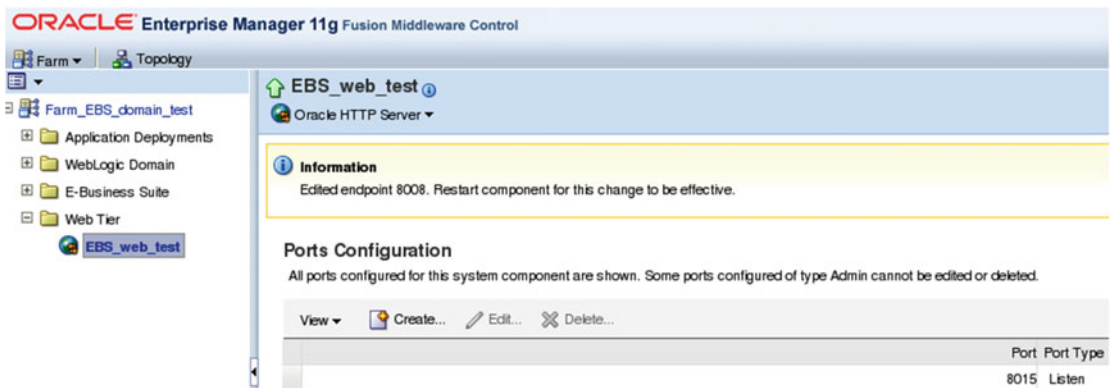 ORACLE Enterprise Manager 11g Fusion Middleware Control
Farm Topology
Farm_EBS_domain_test
Application Deployments
WebLogic Domain
E-Business Suite
Web Tier
EBS_web_test
EBS_web_test
Oracle HTTP Server
Information
Edited endpoint 8008. Restart component for this change to be effective.
Ports Configuration
All ports configured for this system component are shown. Some ports configured of type Admin cannot be edited or deleted.
View Create... Edit... Delete...
Port Port Type
8015 Listen